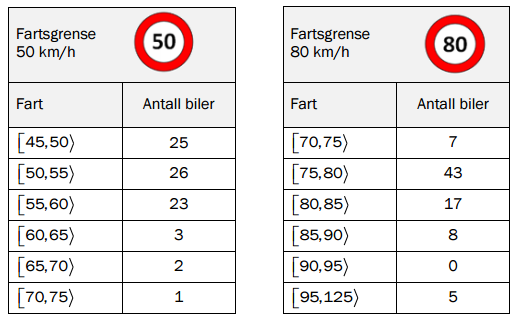 Fartsgrense
50 km/h
50
Fart Antall biler
[45,50⟩ 25
[50,55⟩ 26
[55,60⟩ 23
[60,65⟩ 3
[65,70⟩ 2
[70,75⟩ 1
Fartsgrense
80 km/h
80
Fart Antall biler
[70,75⟩ 7
[75,80⟩ 43
[80,85⟩ 17
[85,90⟩ 8
[90,95⟩ 0
[95,125⟩ 5